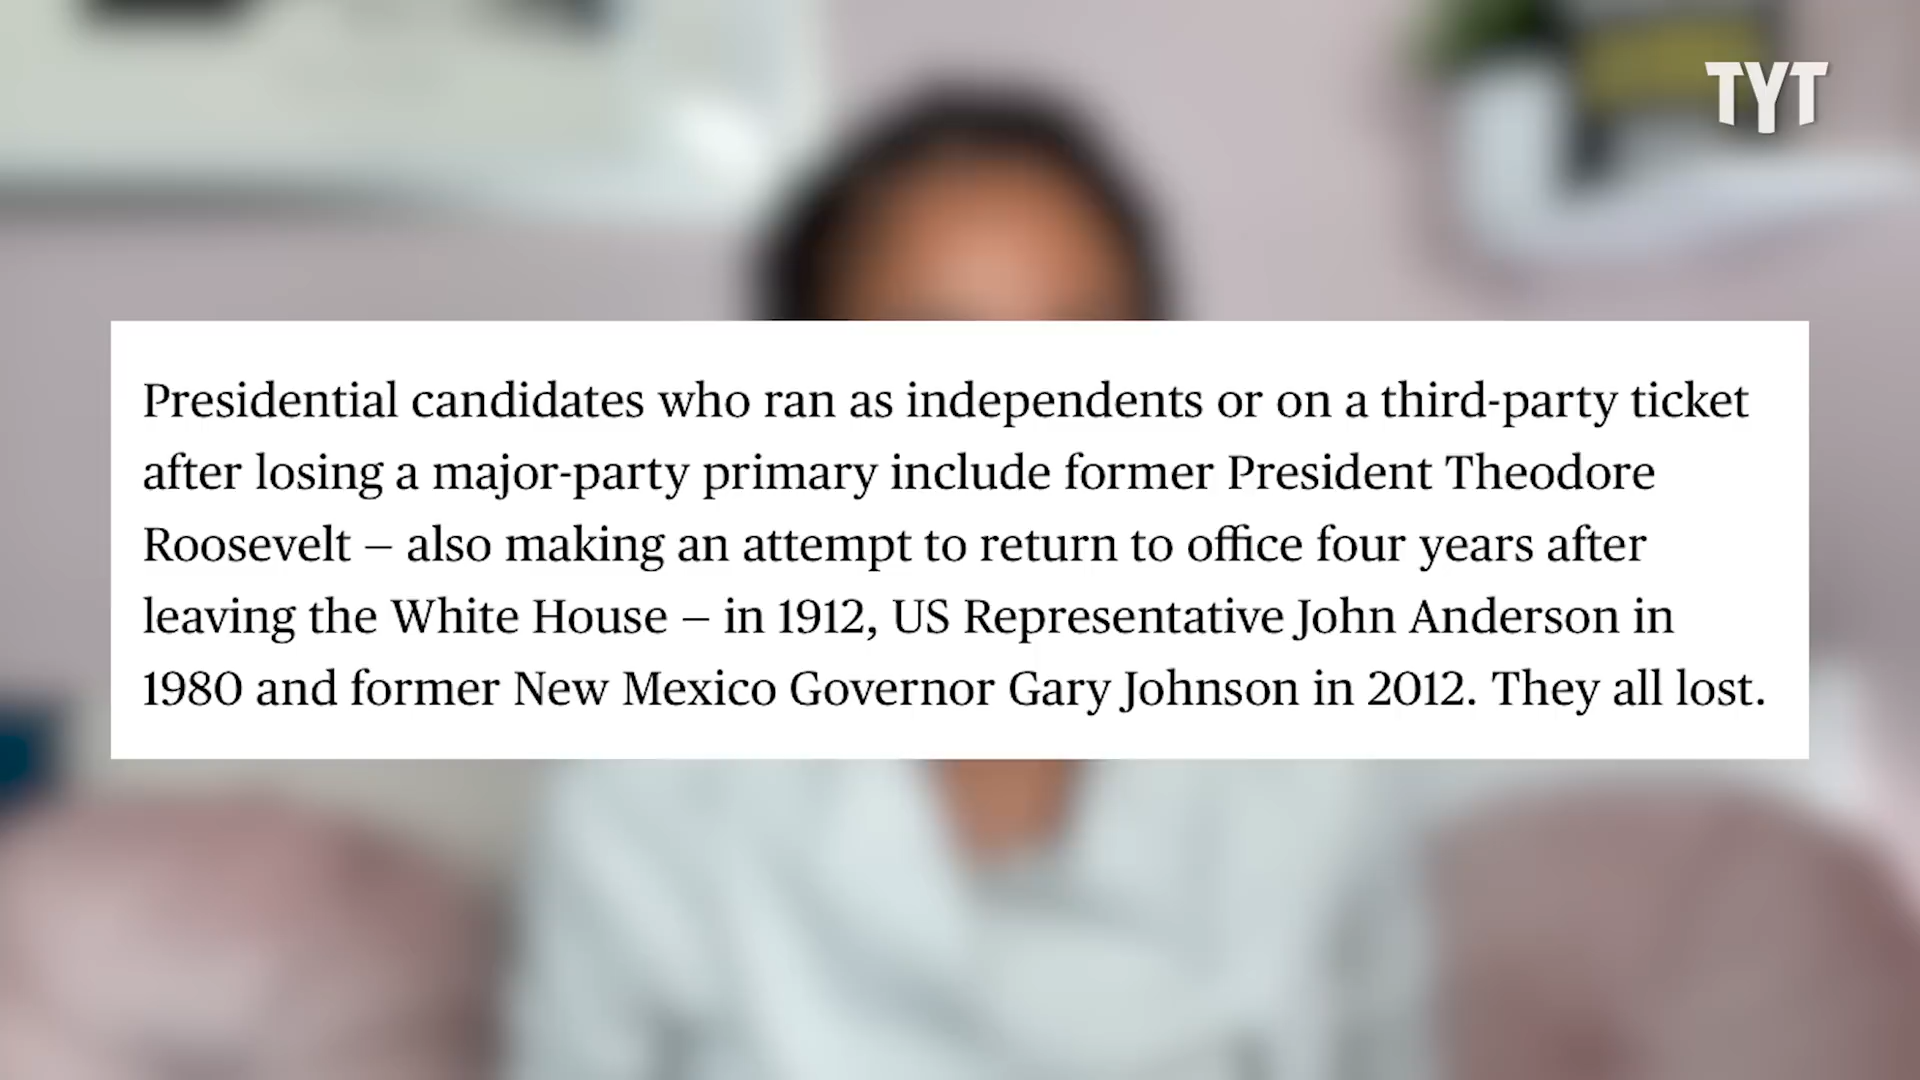 TYT
Presidential candidates who ran as independents or on a third-party ticket
after losing a major-party primary include former President Theodore
Roosevelt – also making an attempt to return to office four years after
leaving the White House – in 1912, US Representative John Anderson in
1980 and former New Mexico Governor Gary Johnson in 2012. They all lost.